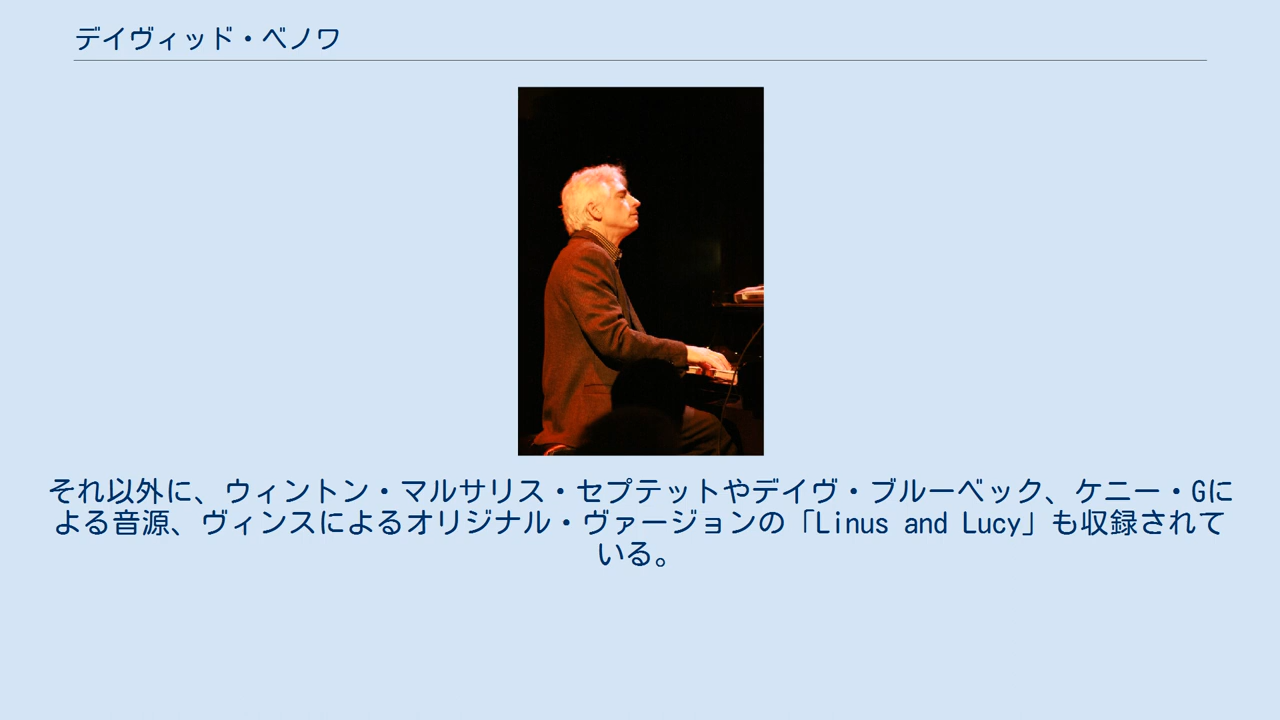 デイヴィッド・ベノワ
それ以外に、ウィントン・マルサリス・セプテットやデイヴ・ブルーベック、ケニー・Gに
よる音源、ヴィンスによるオリジナル・ヴァージョンの「Linus and Lucy」も収録されて
いる。